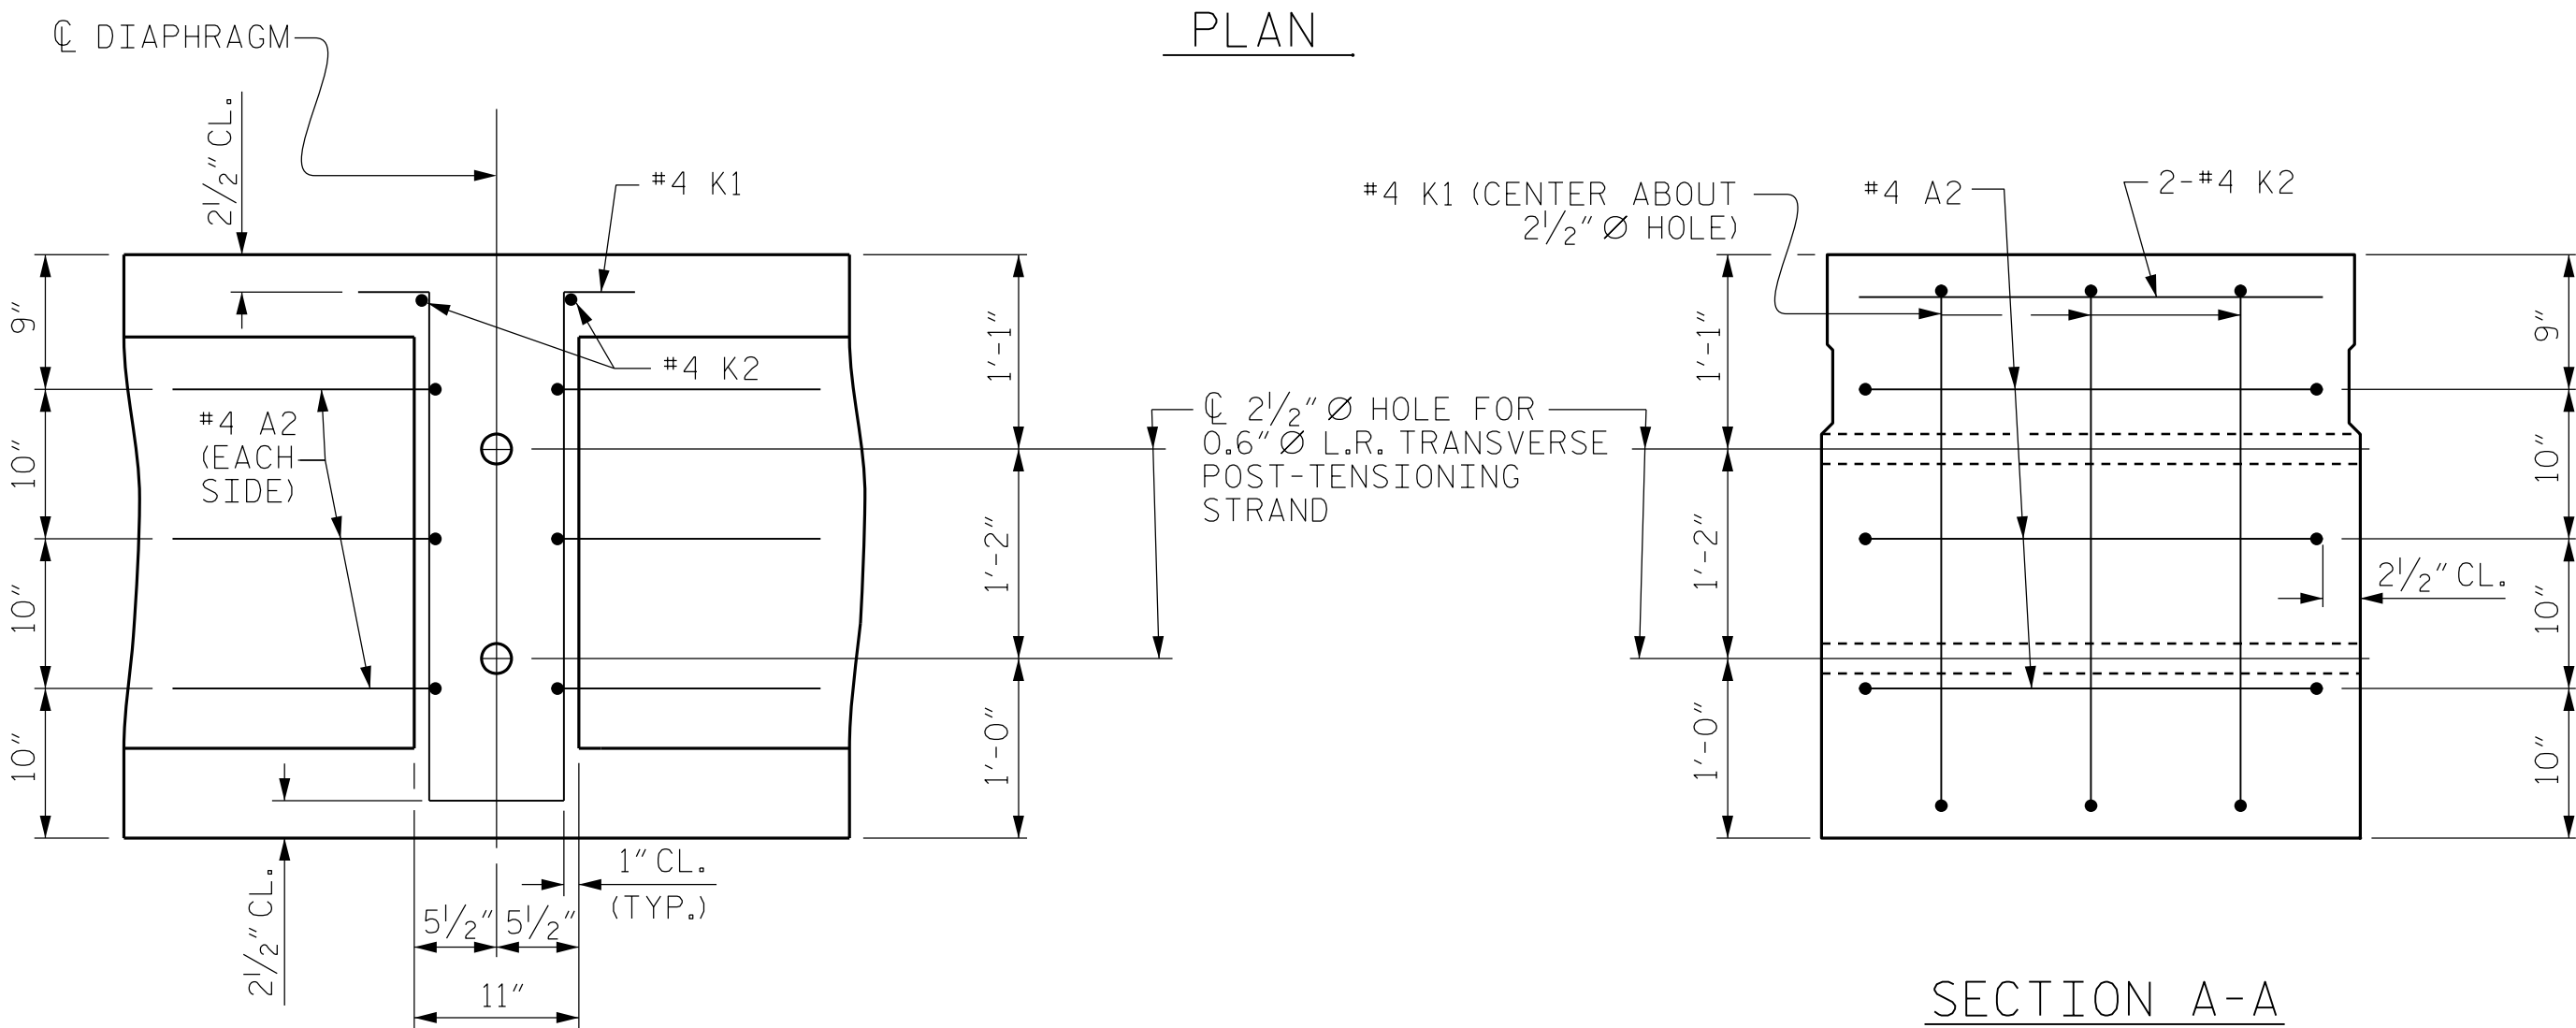 PLAN
℄ DIAPHRAGM
2½" CL.
#4 K1
#4 K2
9"
10"
10"
10"
#4 A2
(EACH
SIDE)
1'-1"
1'-2"
1'-0"
2½" CL.
1" CL.
(TYP.)
5½" 5½"
11"
℄ 2½" Ø HOLE FOR
0.6" Ø L.R. TRANSVERSE
POST-TENSIONING
STRAND
#4 K1 (CENTER ABOUT
2½" Ø HOLE)
#4 A2
2-#4 K2
1'-1"
1'-2"
1'-0"
9"
10"
10"
10"
2½" CL.
SECTION A-A